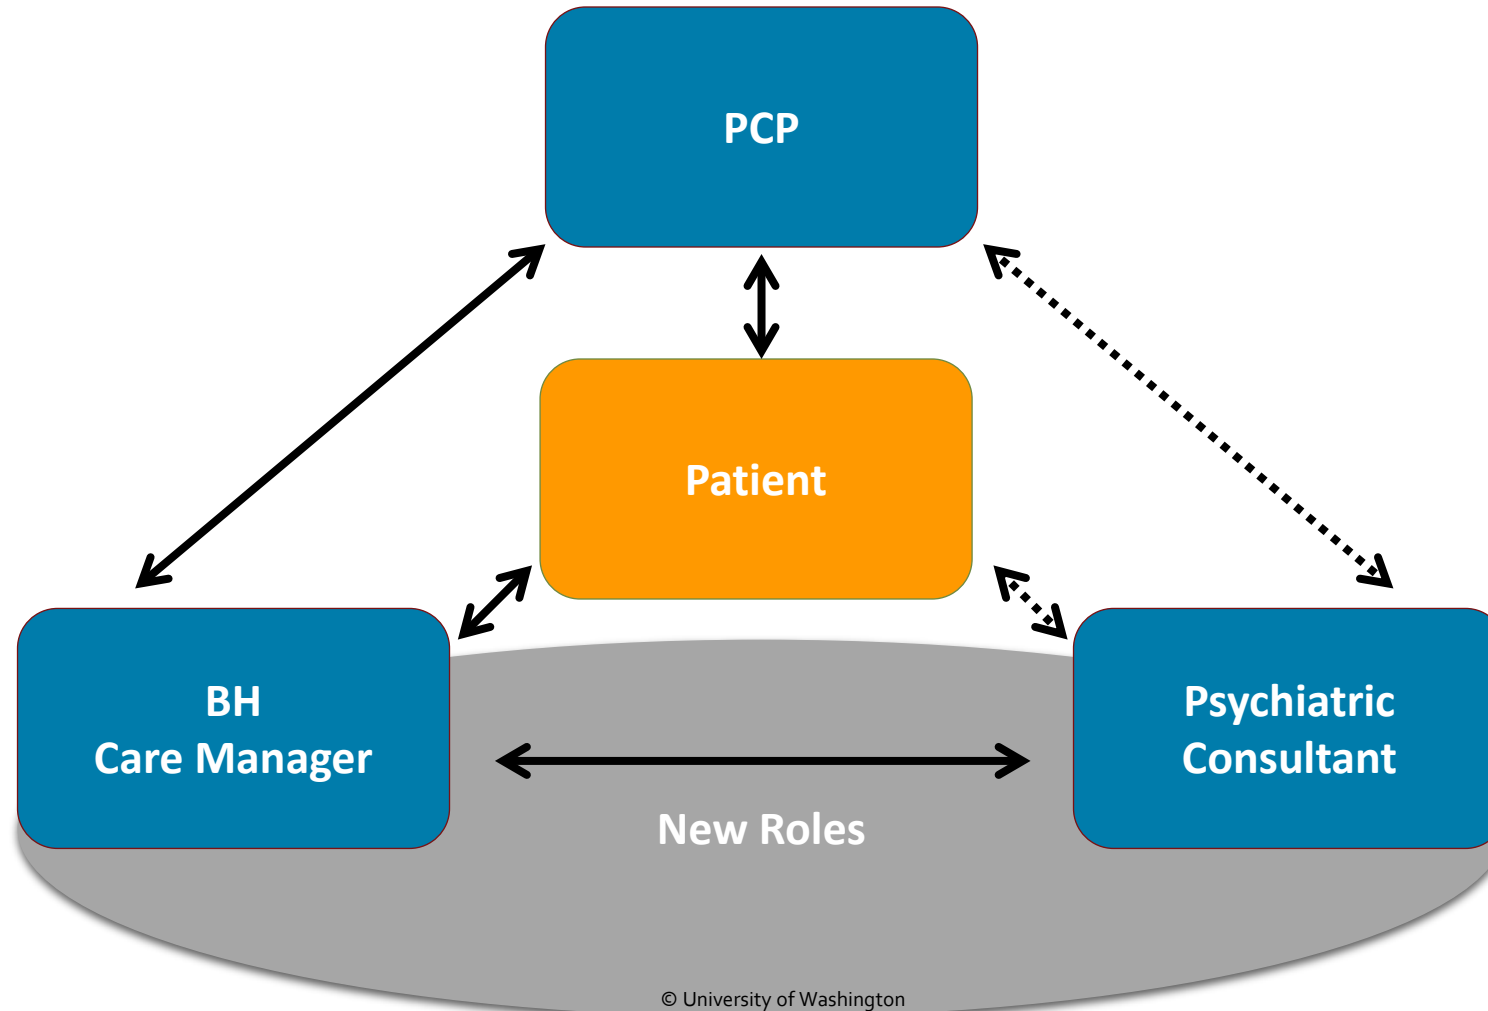 PCP
Patient
BH
Care Manager
Psychiatric
Consultant
New Roles
© University of Washington